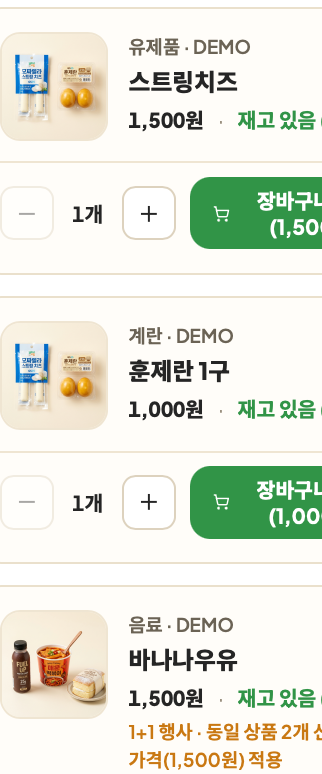 유제품 · DEMO
스트링치즈
1,500원 · 재고 있음
1개
장바구니
(1,50
계란 · DEMO
훈제란 1구
1,000원 · 재고 있음
1개
장바구니
(1,00
음료 · DEMO
바나나우유
1,500원 · 재고 있음
1+1 행사 · 동일 상품 2개
가격(1,500원) 적용